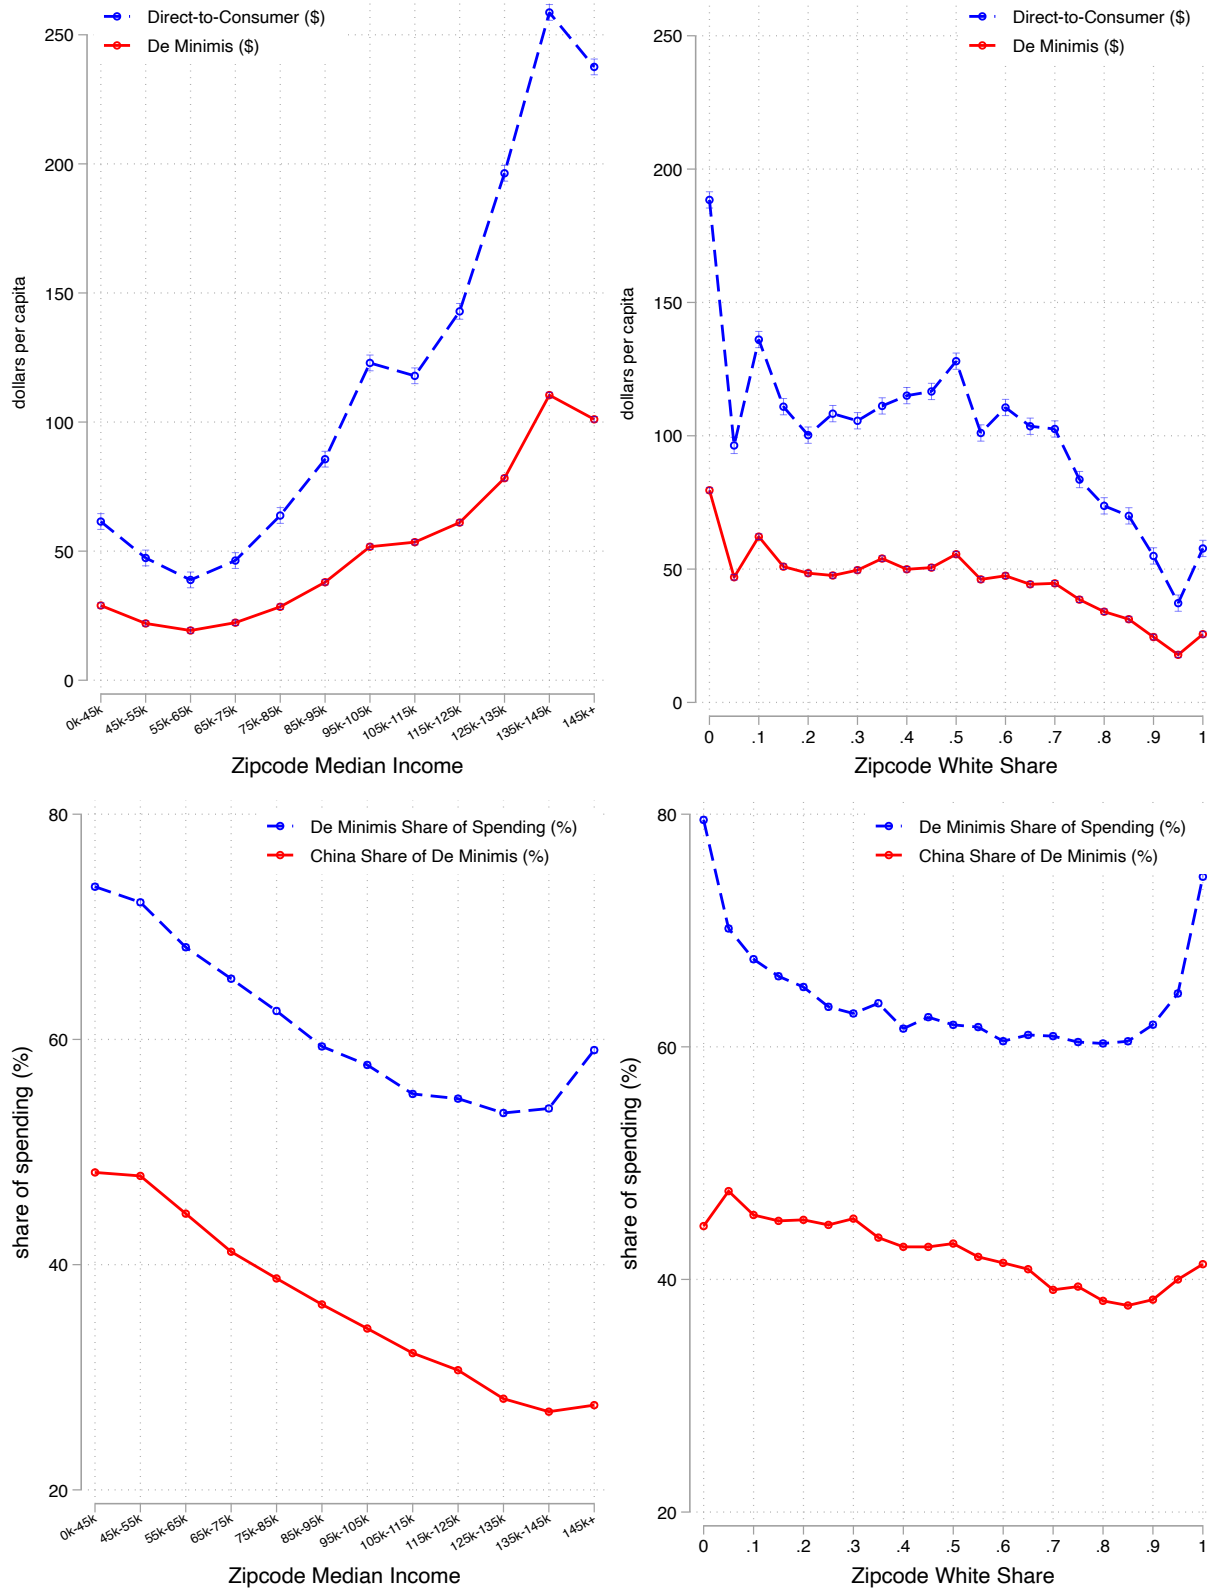 Direct-to-Consumer ($)
De Minimis ($)
250
200
150
100
50
0
dollars per capita
0k-45k
45k-55k
55k-65k
65k-75k
75k-85k
85k-95k
95k-105k
105k-115k
115k-125k
125k-135k
135k-145k
145k+
Zipcode Median Income
Direct-to-Consumer ($)
De Minimis ($)
250
200
150
100
50
0
dollars per capita
0 .1 .2 .3 .4 .5 .6 .7 .8 .9 1
Zipcode White Share
De Minimis Share of Spending (%)
China Share of De Minimis (%)
80
60
40
20
share of spending (%)
0k-45k
45k-55k
55k-65k
65k-75k
75k-85k
85k-95k
95k-105k
105k-115k
115k-125k
125k-135k
135k-145k
145k+
Zipcode Median Income
De Minimis Share of Spending (%)
China Share of De Minimis (%)
80
60
40
20
share of spending (%)
0 .1 .2 .3 .4 .5 .6 .7 .8 .9 1
Zipcode White Share